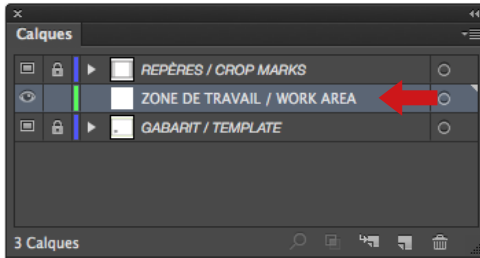 Calques
REPÈRES / CROP MARKS
ZONE DE TRAVAIL / WORK AREA
GABARIT / TEMPLATE
3 Calques